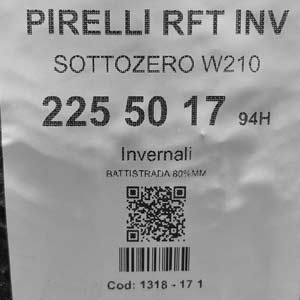 PIRELLI RFT INV
SOTTOZERO W210
225 50 17 94H
Invernali
BATTISTRADA 80%MM
Cod: 1318 - 17 1